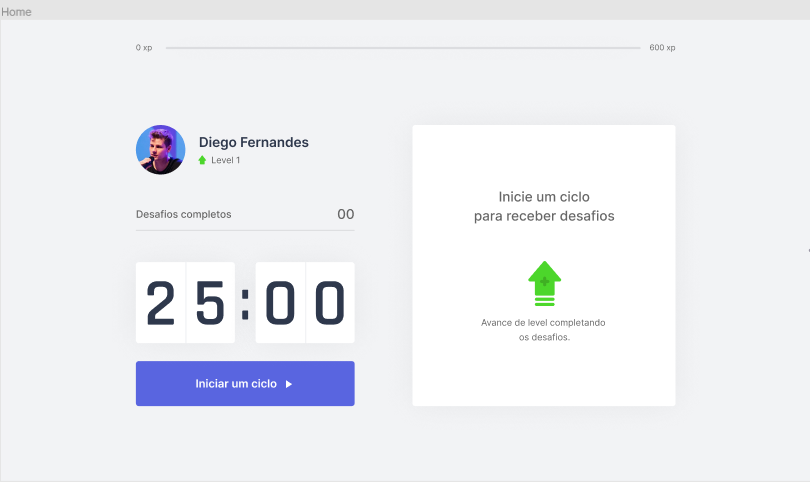 Home
0 xp
600 xp
Diego Fernandes
Level 1
Desafios completos 00
25:00
Iniciar um ciclo
Inicie um ciclo
para receber desafios
Avance de level completando
os desafios.